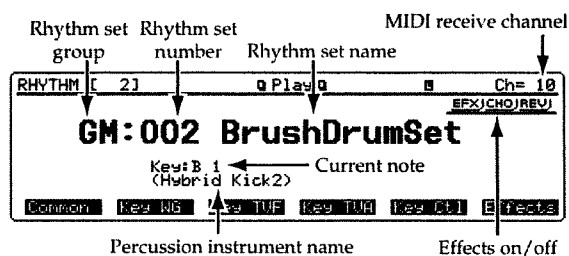 Rhythm set group
Rhythm set number
Rhythm set name
MIDI receive channel
RHYTHM [ 2] Play Ch= 10
EFX CHO REV
GM:002 BrushDrumSet
Key:B 1
Current note
(Hybrid Kick2)
Common Key WG Key TVF Key TVA Key Ctl Effects
Percussion instrument name
Effects on/off